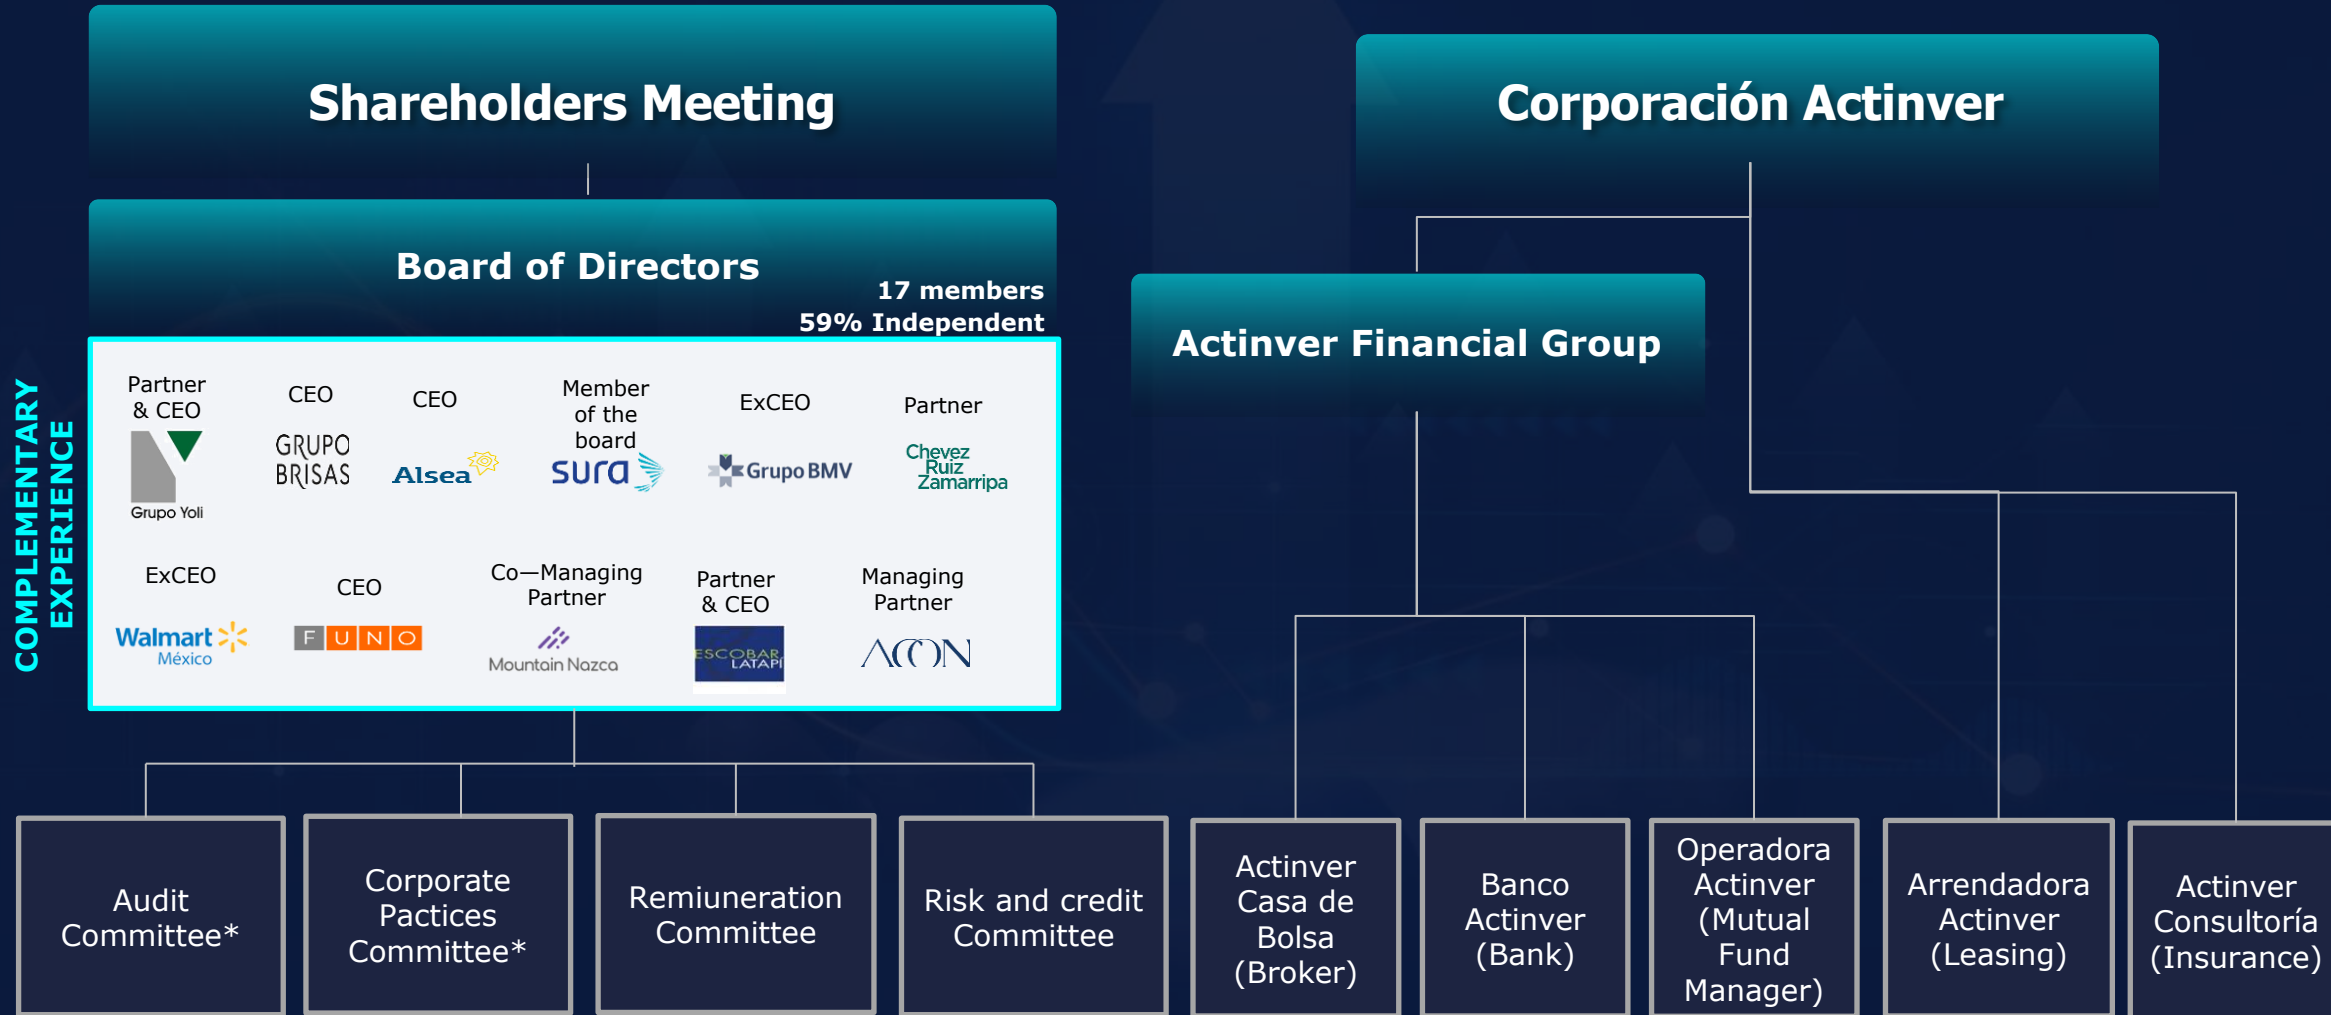 Shareholders Meeting
Board of Directors
17 members
59% Independent
COMPLEMENTARY
EXPERIENCE
Partner
& CEO
Grupo Yoli
CEO
GRUPO
BRISAS
CEO
Alsea
Member
of the
board
sura
ExCEO
Grupo BMV
Partner
Chevez
Ruiz
Zamarripa
ExCEO
Walmart
México
CEO
FUNO
Co—Managing
Partner
Mountain Nazca
Partner
& CEO
ESCOBAR
LATAPÍ
Managing
Partner
ACON
Audit
Committee*
Corporate
Pactices
Committee*
Remiuneration
Committee
Risk and credit
Committee
Corporación Actinver
Actinver Financial Group
Actinver
Casa de
Bolsa
(Broker)
Banco
Actinver
(Bank)
Operadora
Actinver
(Mutual
Fund
Manager)
Arrendadora
Actinver
(Leasing)
Actinver
Consultoría
(Insurance)